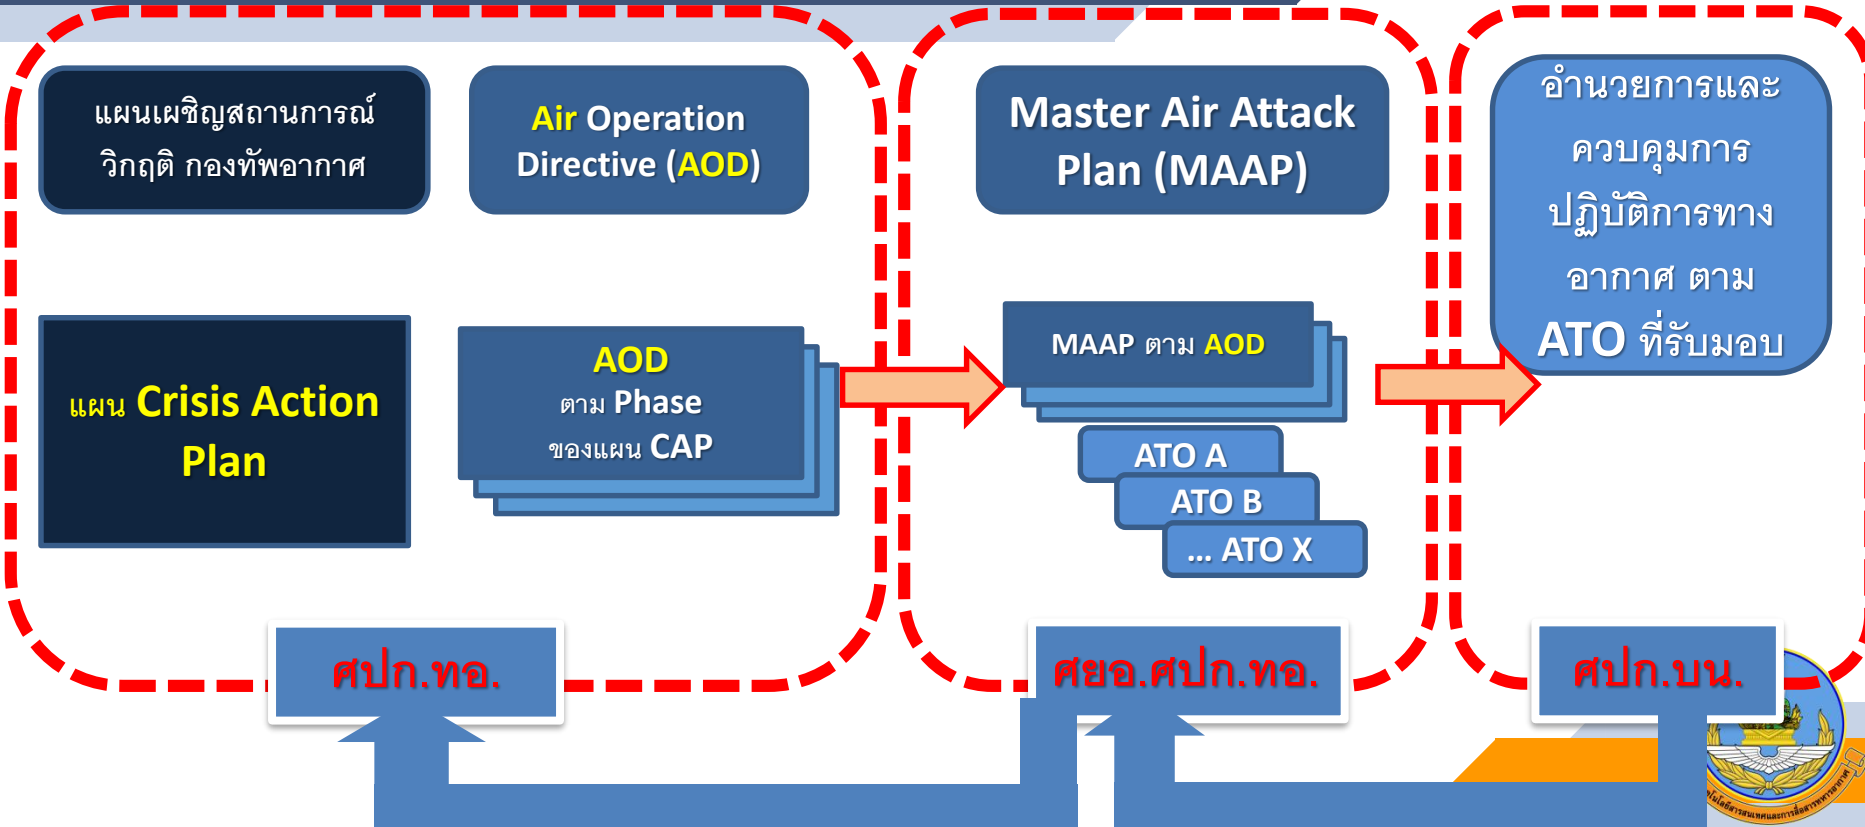 แผนเผชิญสถานการณ์
วิกฤติ กองทัพอากาศ
Air Operation
Directive (AOD)
แผน Crisis Action
Plan
AOD
ตาม Phase
ของแผน CAP
ศปก.ทอ.
Master Air Attack
Plan (MAAP)
MAAP ตาม AOD
ATO A
ATO B
... ATO X
ศยอ.ศปก.ทอ.
อำนวยการและ
ควบคุมการ
ปฏิบัติการทาง
อากาศ ตาม
ATO ที่รับมอบ
ศปก.บน.